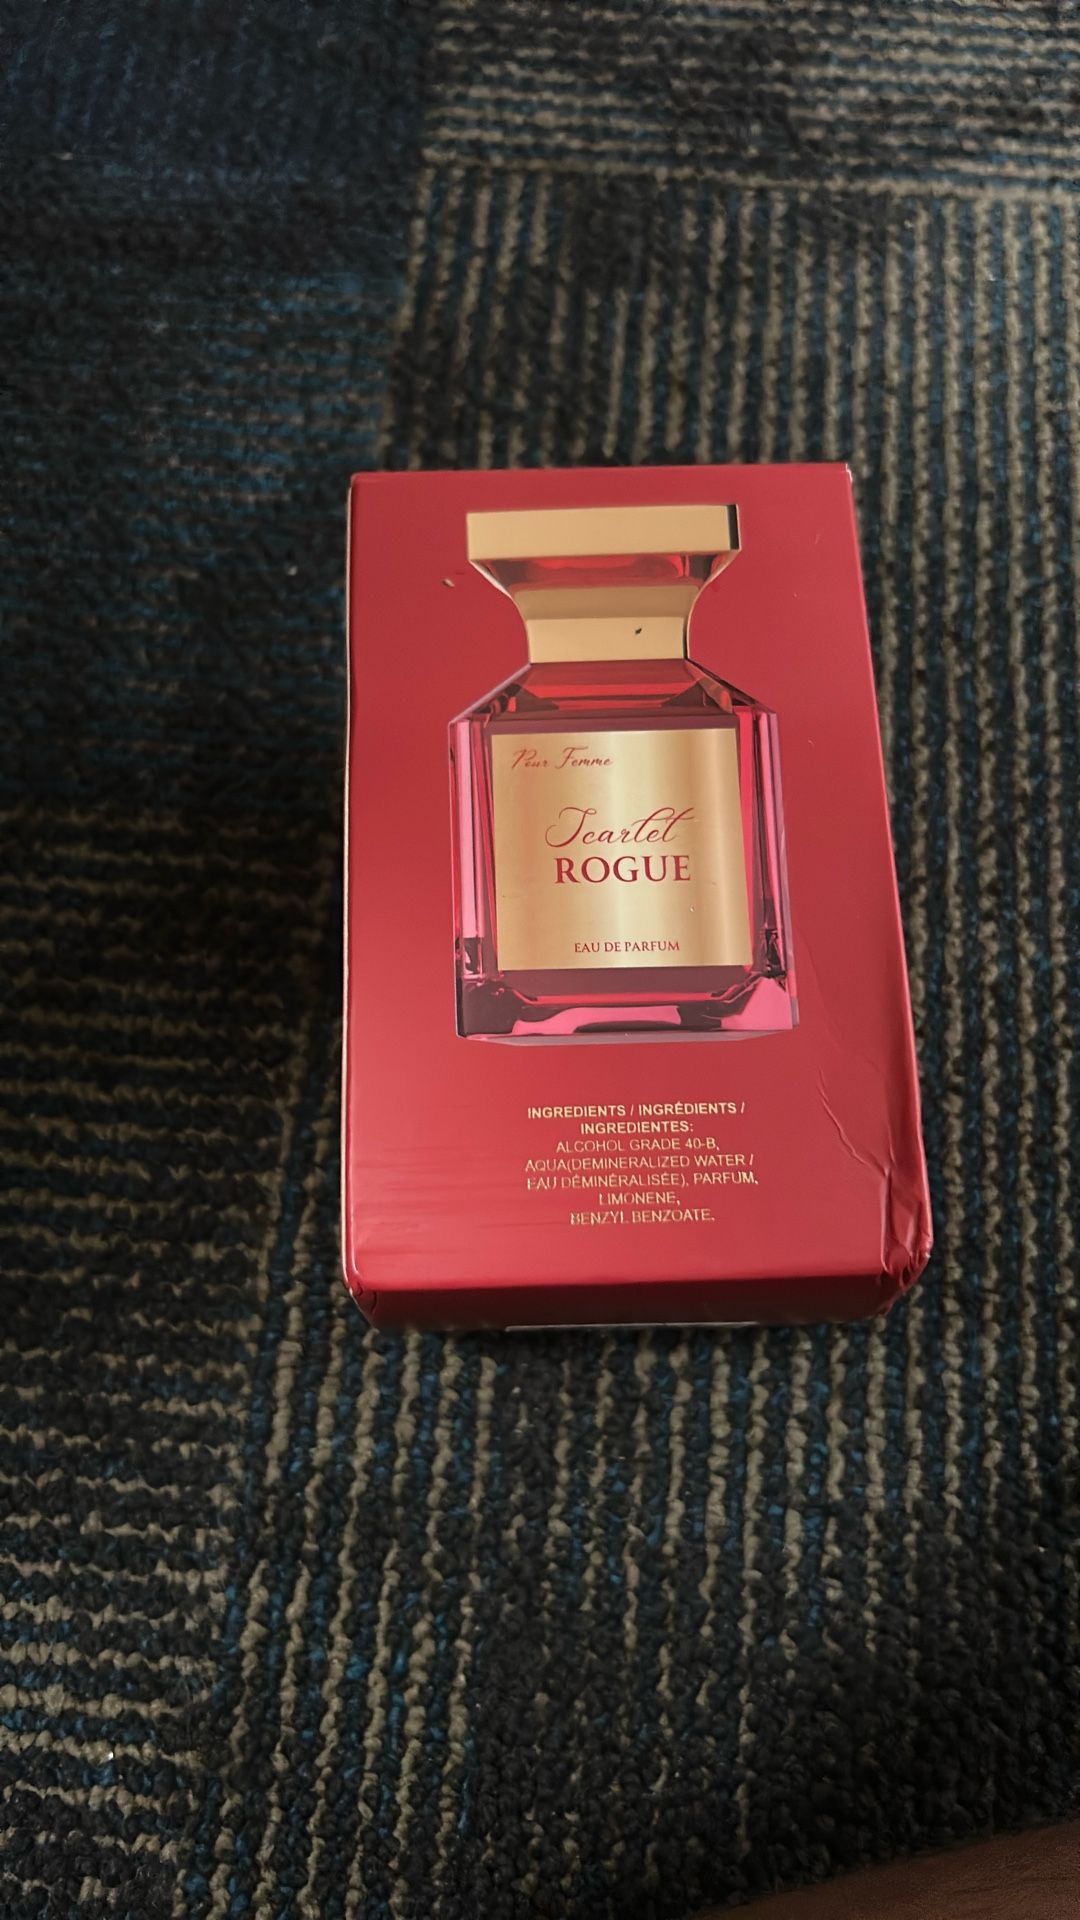 Pour Femme
Scarlet
ROGUE
EAU DE PARFUM
INGREDIENTS / INGRÉDIENTS /
INGREDIENTES:
ALCOHOL GRADE 40-B,
AQUA(DEMINERALIZED WATER /
EAU DÉMINÉRALISÉE), PARFUM,
LIMONENE,
BENZYL BENZOATE.